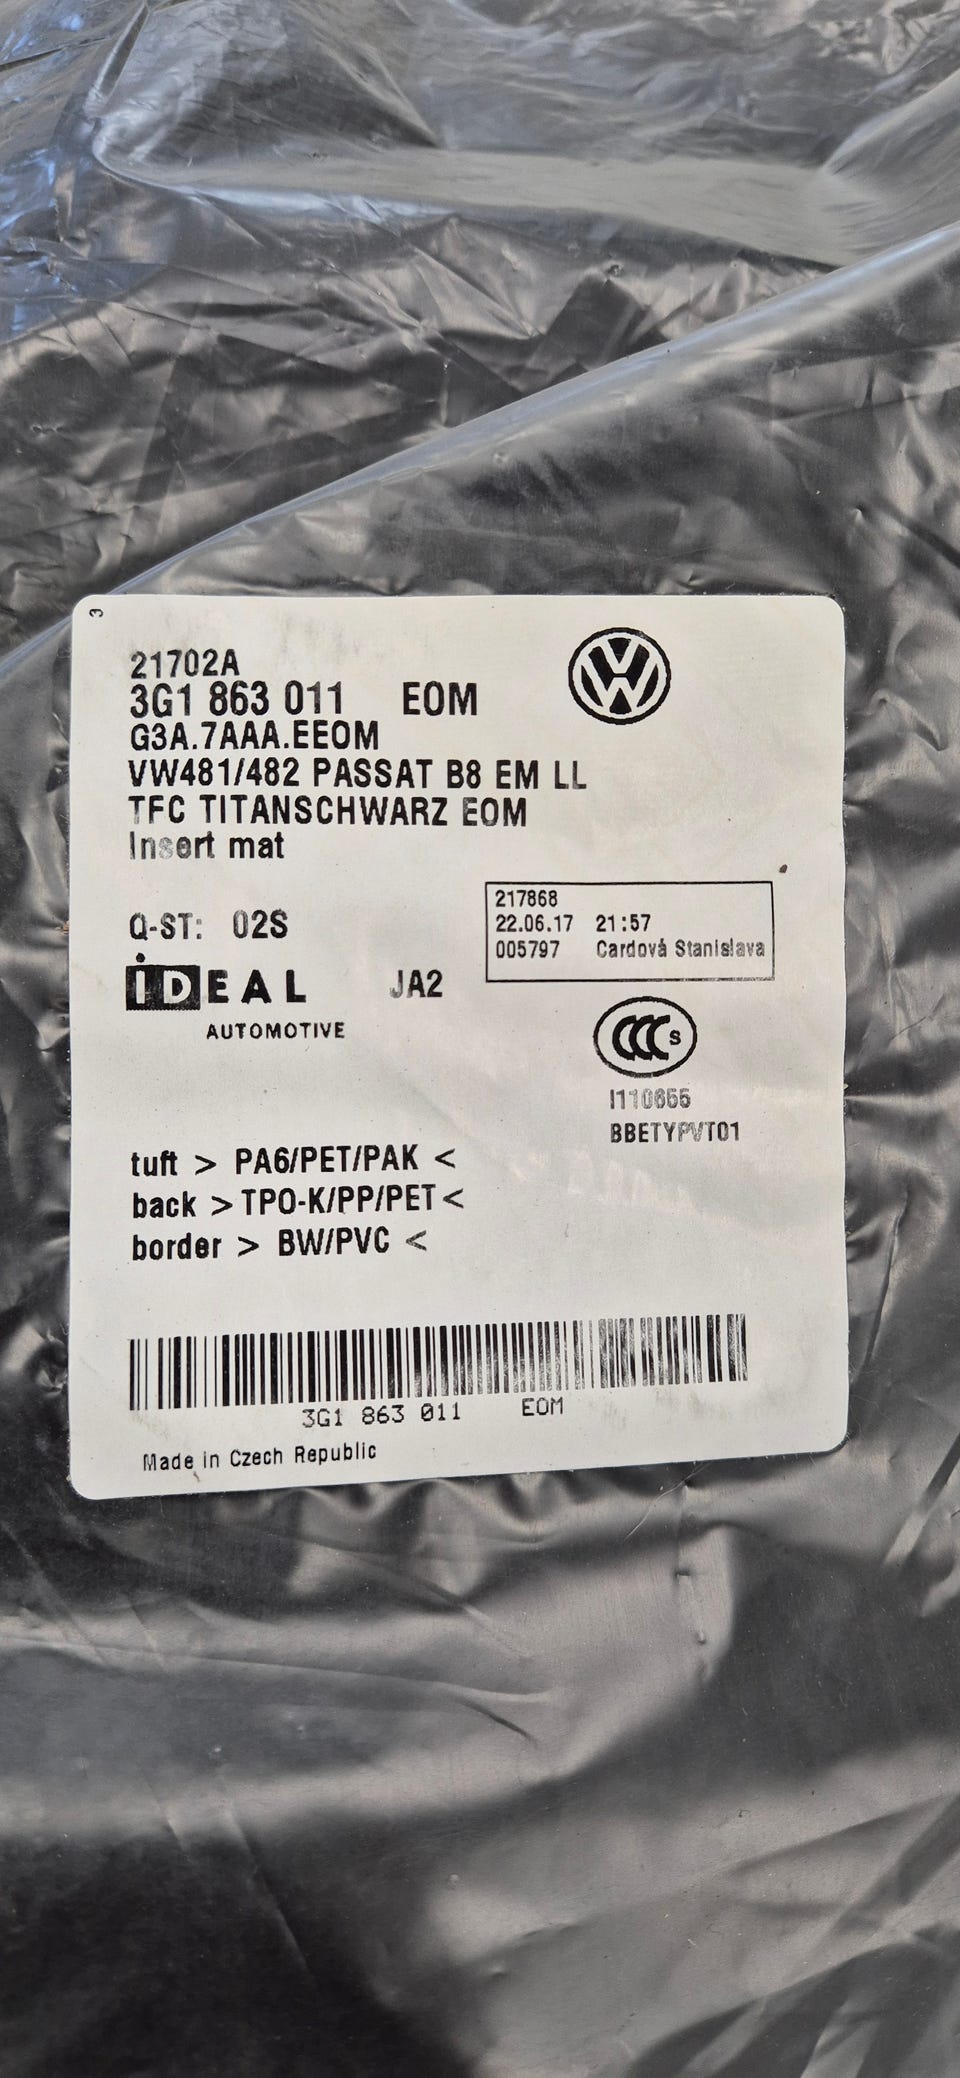 3
21702A
3G1 863 011 EOM
G3A.7AAA.EEOM
VW481/482 PASSAT B8 EM LL
TFC TITANSCHWARZ EOM
Insert mat
217868
22.06.17 21:57
005797 Cardová Stanislava
Q-ST: 02S
IDEAL JA2
AUTOMOTIVE
CCC S
BBETYPVT01
tuft > PA6/PET/PAK <
back > TPO-K/PP/PET <
border > BW/PVC <
3G1 863 011 EOM
Made in Czech Republic